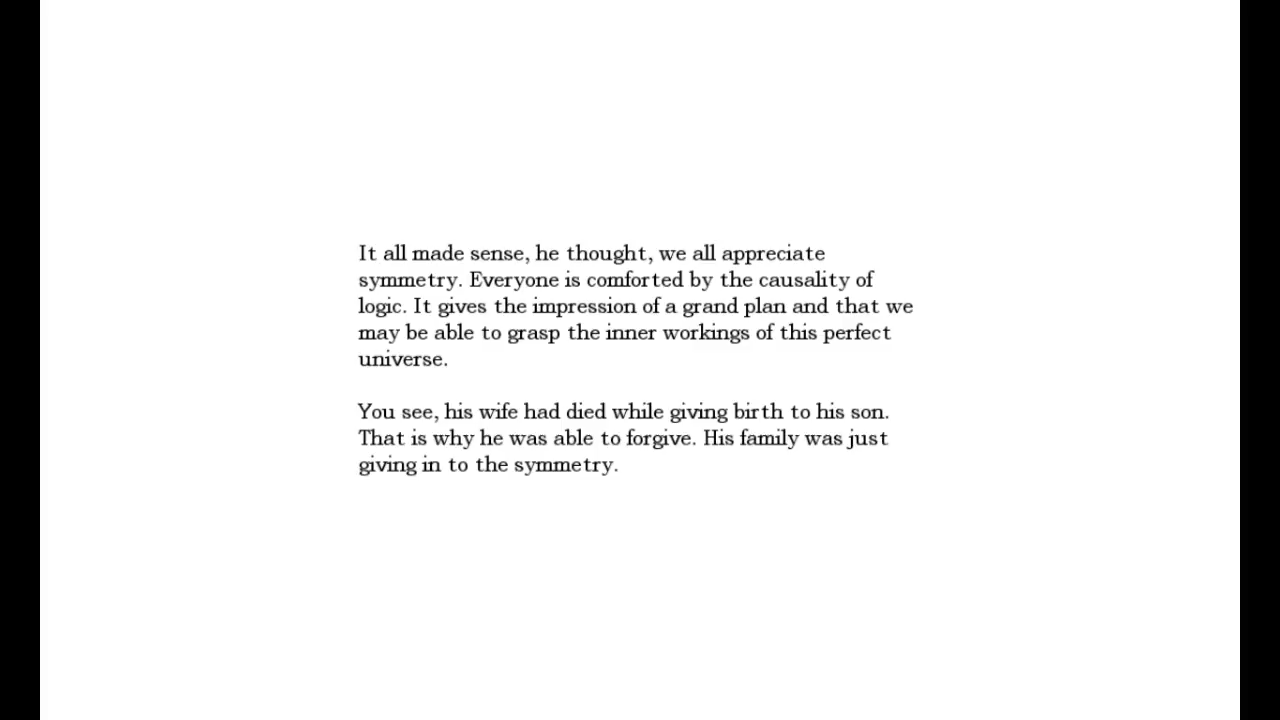 It all made sense, he thought, we all appreciate
symmetry. Everyone is comforted by the causality of
logic. It gives the impression of a grand plan and that we
may be able to grasp the inner workings of this perfect
universe.
You see, his wife had died while giving birth to his son.
That is why he was able to forgive. His family was just
giving in to the symmetry.